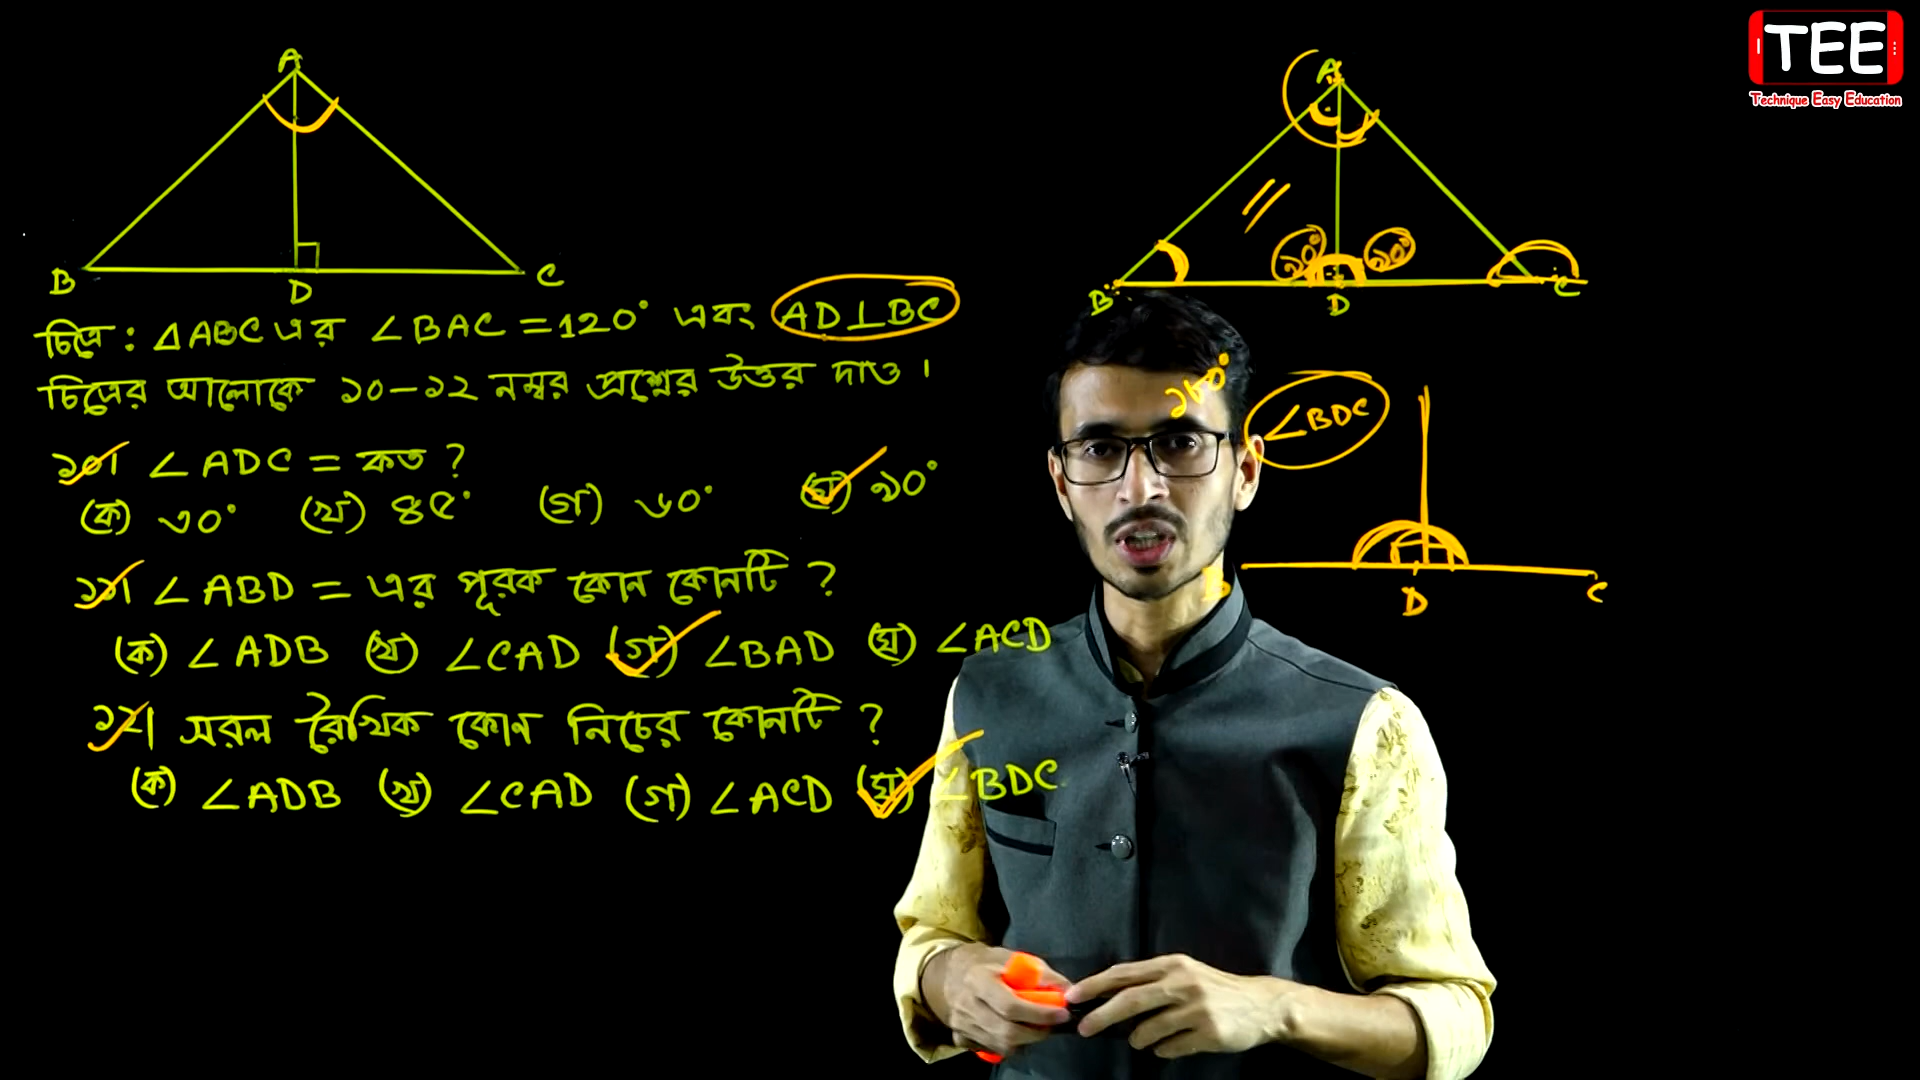 A
B
D
C
চিত্রে : △ABC এর ∠BAC = 120° এবং AD⊥BC
চিত্রের আলোকে ১০-১২ নম্বর প্রশ্নের উত্তর দাও ।
১০। ∠ADC = কত ?
(ক) ৩০° (খ) ৪৫° (গ) ৬০° (ঘ) ৯০°
১১। ∠ABD = এর পূরক কোন কোনটি ?
(ক) ∠ADB (খ) ∠CAD (গ) ∠BAD (ঘ) ∠ACD
১২। সরল রৈখিক কোন নিচের কোনটি ?
(ক) ∠ADB (খ) ∠CAD (গ) ∠ACD (ঘ) ∠BDC
A
৯০° ৯০°
B D C
১৮০°
∠BDC
B D C
TEE
Technique Easy Education